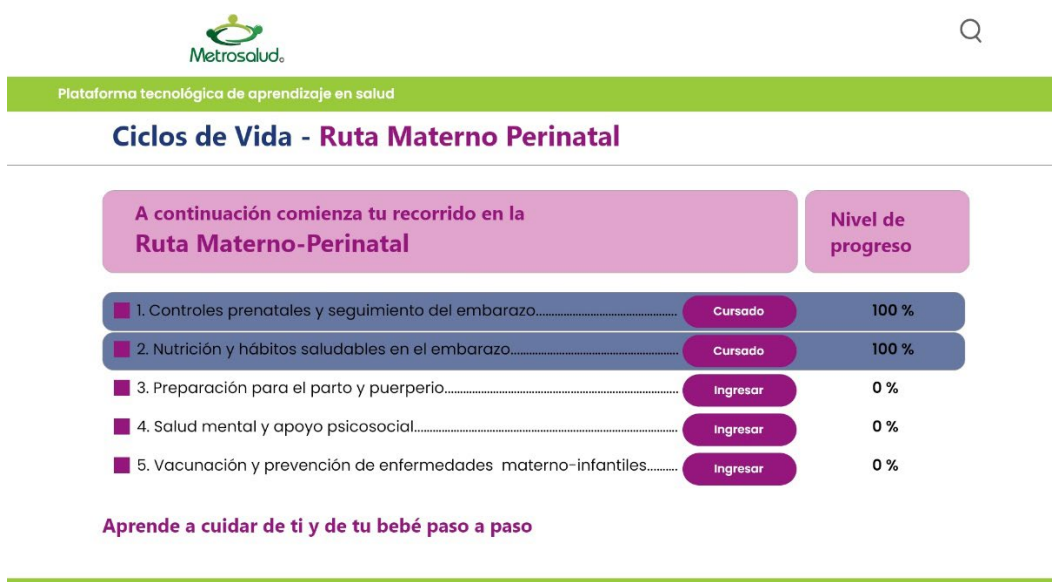 Metrosalud
Plataforma tecnológica de aprendizaje en salud
Ciclos de Vida - Ruta Materno Perinatal
A continuación comienza tu recorrido en la
Ruta Materno-Perinatal
Nivel de
progreso
1. Controles prenatales y seguimiento del embarazo............................................... Cursado 100 %
2. Nutrición y hábitos saludables en el embarazo........................................................ Cursado 100 %
3. Preparación para el parto y puerperio.............................................................................. Ingresar 0 %
4. Salud mental y apoyo psicosocial........................................................................................ Ingresar 0 %
5. Vacunación y prevención de enfermedades materno-infantiles.......... Ingresar 0 %
Aprende a cuidar de ti y de tu bebé paso a paso